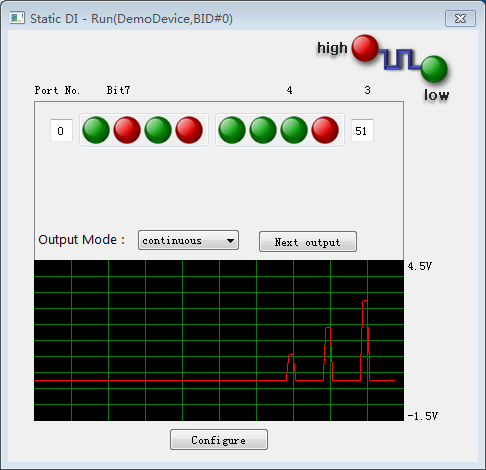 Static DI - Run(DemoDevice,BID#0)
high
low
Port No. Bit7 4 3
0 51
Output Mode : continuous Next output
4.5V
-1.5V
Configure